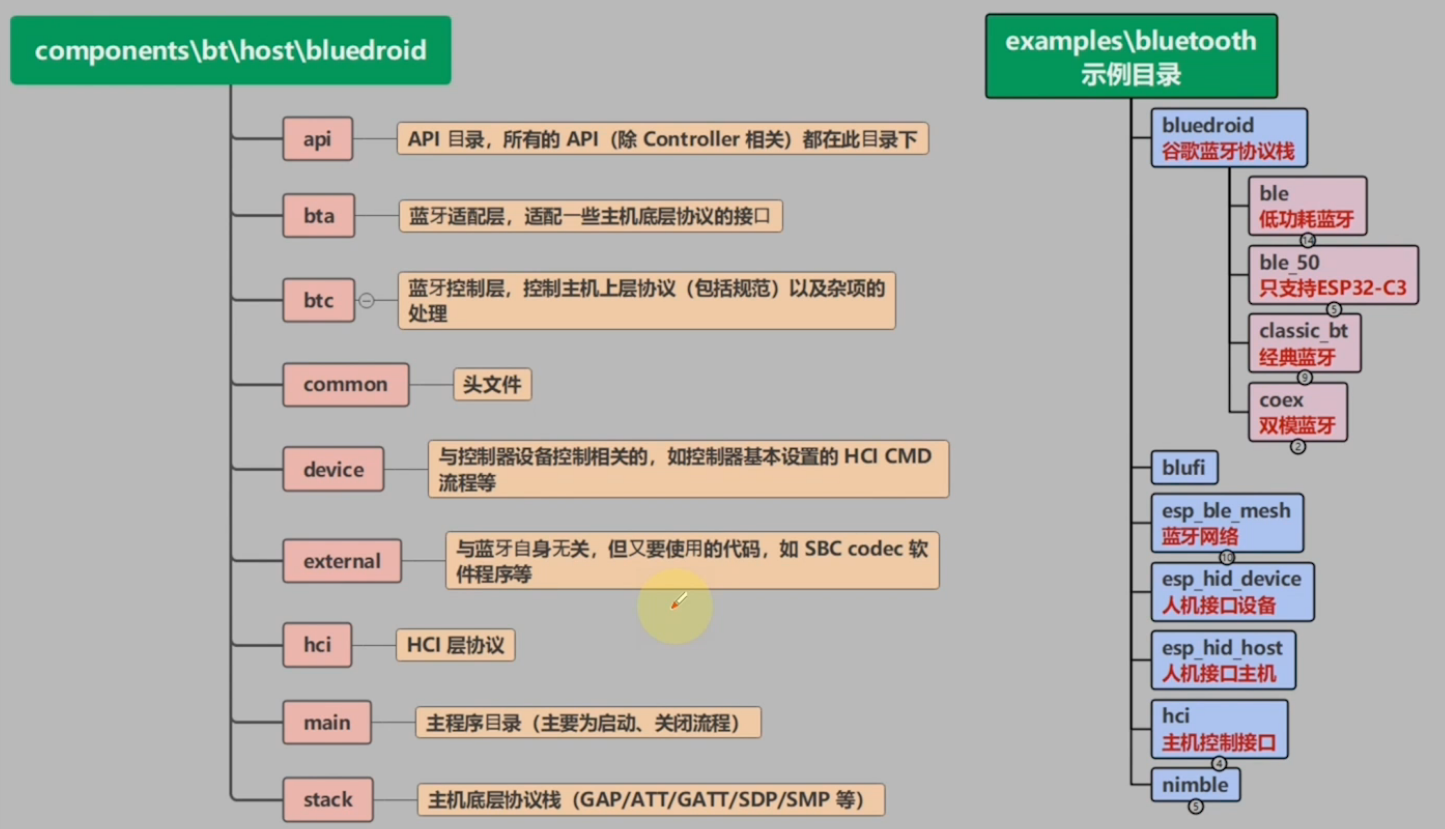 components\bt\host\bluedroid
api
API 目录，所有的 API（除 Controller 相关）都在此目录下
bta
蓝牙适配层，适配一些主机底层协议的接口
btc
蓝牙控制层，控制主机上层协议（包括规范）以及杂项的
处理
common
头文件
device
与控制器设备控制相关的，如控制器基本设置的 HCI CMD
流程等
external
与蓝牙自身无关，但又要使用的代码，如 SBC codec 软
件程序等
hci
HCI 层协议
main
主程序目录（主要为启动、关闭流程）
stack
主机底层协议栈（GAP/ATT/GATT/SDP/SMP 等）
examples\bluetooth
示例目录
bluedroid
谷歌蓝牙协议栈
ble
低功耗蓝牙
14
ble_50
只支持ESP32-C3
5
classic_bt
经典蓝牙
9
coex
双模蓝牙
2
blufi
esp_ble_mesh
蓝牙网络
10
esp_hid_device
人机接口设备
esp_hid_host
人机接口主机
hci
主机控制接口
4
nimble
5